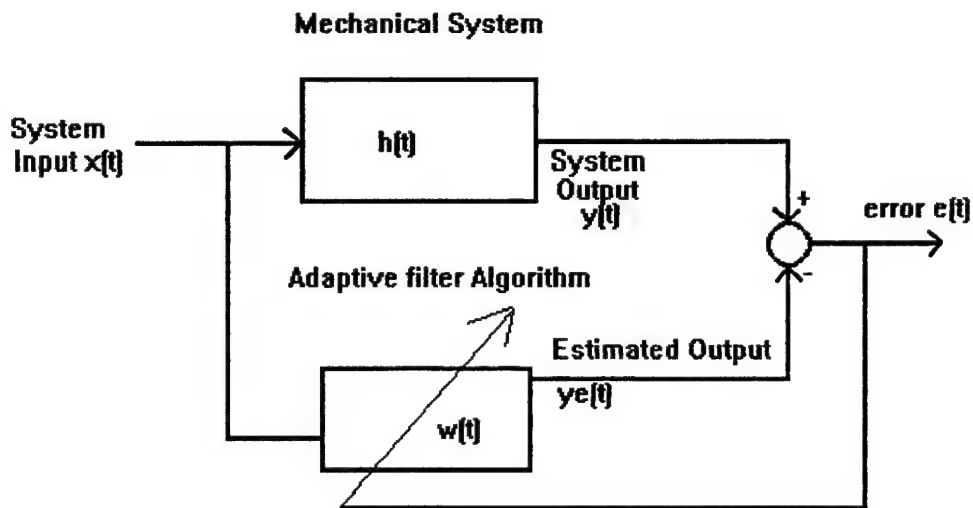 Mechanical System
System
Input x(t)
h(t)
System
Output
y(t)
+
error e(t)
-
Adaptive filter Algorithm
Estimated Output
ye(t)
w(t)